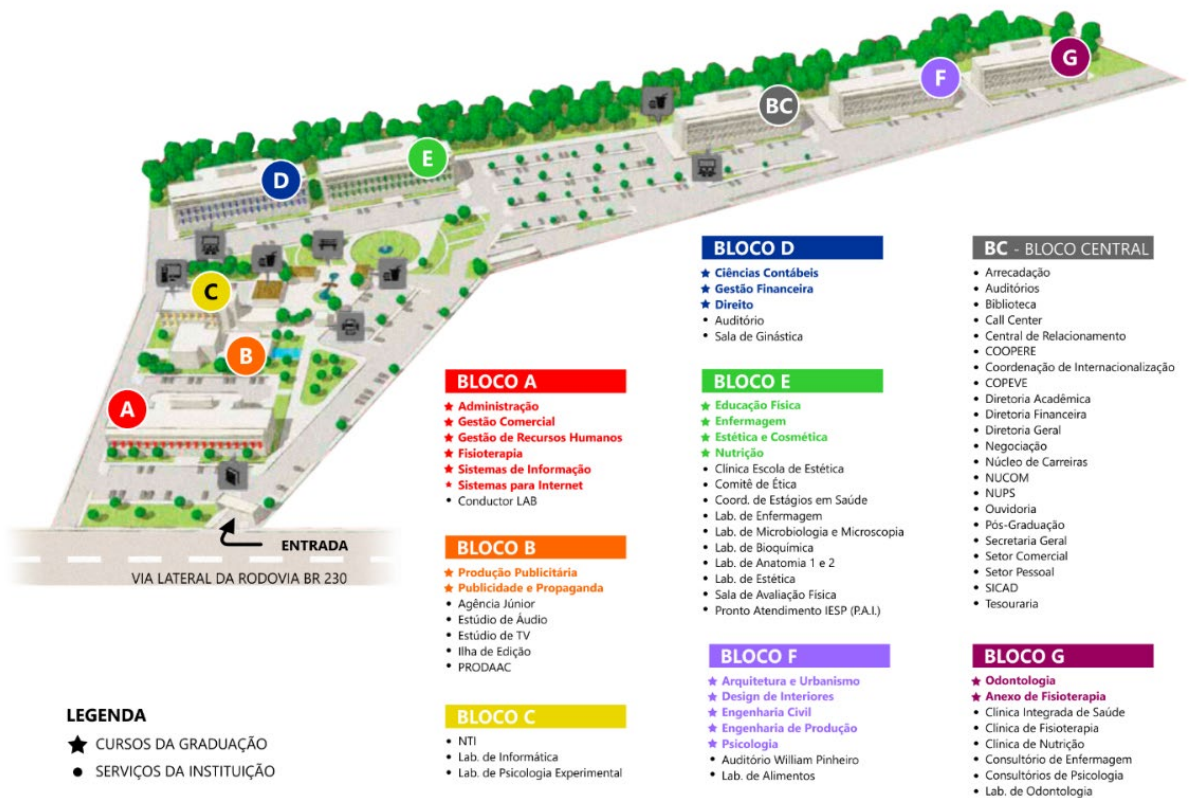 G
F
BC
E
D
C
B
A
ENTRADA
VIA LATERAL DA RODOVIA BR 230
LEGENDA
CURSOS DA GRADUAÇÃO
SERVIÇOS DA INSTITUIÇÃO
BLOCO A
Administração
Gestão Comercial
Gestão de Recursos Humanos
Fisioterapia
Sistemas de Informação
Sistemas para Internet
Conductor LAB
BLOCO B
Produção Publicitária
Publicidade e Propaganda
Agência Júnior
Estúdio de Áudio
Estúdio de TV
Ilha de Edição
PRODAAC
BLOCO C
NTI
Lab. de Informática
Lab. de Psicologia Experimental
BLOCO D
Ciências Contábeis
Gestão Financeira
Direito
Auditório
Sala de Ginástica
BLOCO E
Educação Física
Enfermagem
Estética e Cosmética
Nutrição
Clínica Escola de Estética
Comitê de Ética
Coord. de Estágios em Saúde
Lab. de Enfermagem
Lab. de Microbiologia e Microscopia
Lab. de Bioquímica
Lab. de Anatomia 1 e 2
Lab. de Estética
Sala de Avaliação Física
Pronto Atendimento IESP (P.A.I.)
BLOCO F
Arquitetura e Urbanismo
Design de Interiores
Engenharia Civil
Engenharia de Produção
Psicologia
Auditório William Pinheiro
Lab. de Alimentos
BC - BLOCO CENTRAL
Arrecadação
Auditórios
Biblioteca
Call Center
Central de Relacionamento
COOPERE
Coordenação de Internacionalização
COPEVE
Diretoria Acadêmica
Diretoria Financeira
Diretoria Geral
Negociação
Núcleo de Carreiras
NUCOM
NUPS
Ouvidoria
Pós-Graduação
Secretaria Geral
Setor Comercial
Setor Pessoal
SICAD
Tesouraria
BLOCO G
Odontologia
Anexo de Fisioterapia
Clínica Integrada de Saúde
Clínica de Fisioterapia
Clínica de Nutrição
Consultório de Enfermagem
Consultórios de Psicologia
Lab. de Odontologia